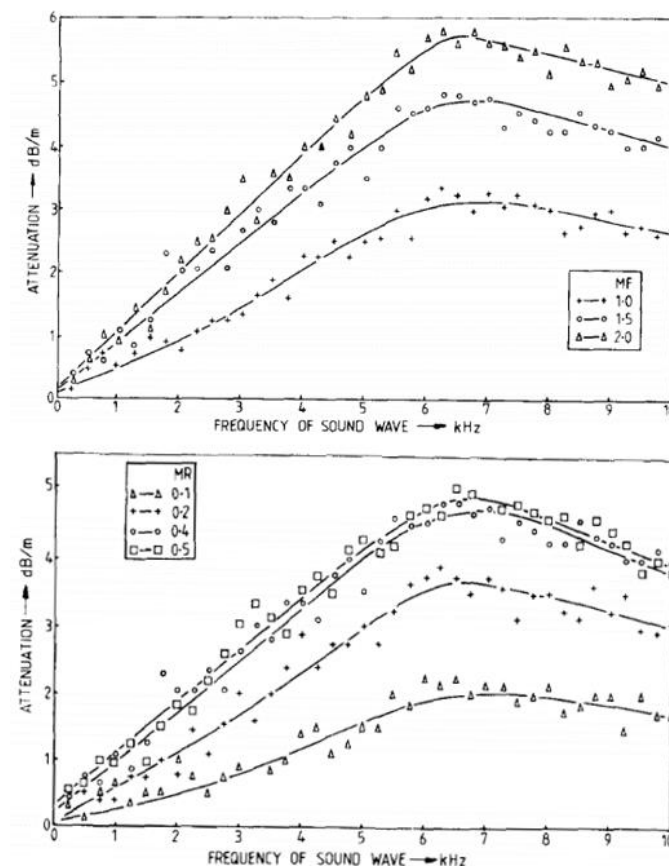 6
5
4
3
2
1
0
ATTENUATION → dB/m
MF
1·0
1·5
2·0
0 1 2 3 4 5 6 7 8 9 10
FREQUENCY OF SOUND WAVE → kHz
MR
0·1
0·2
0·4
0·5
5
4
3
2
1
0
ATTENUATION → dB/m
0 1 2 3 4 5 6 7 8 9 10
FREQUENCY OF SOUND WAVE → kHz